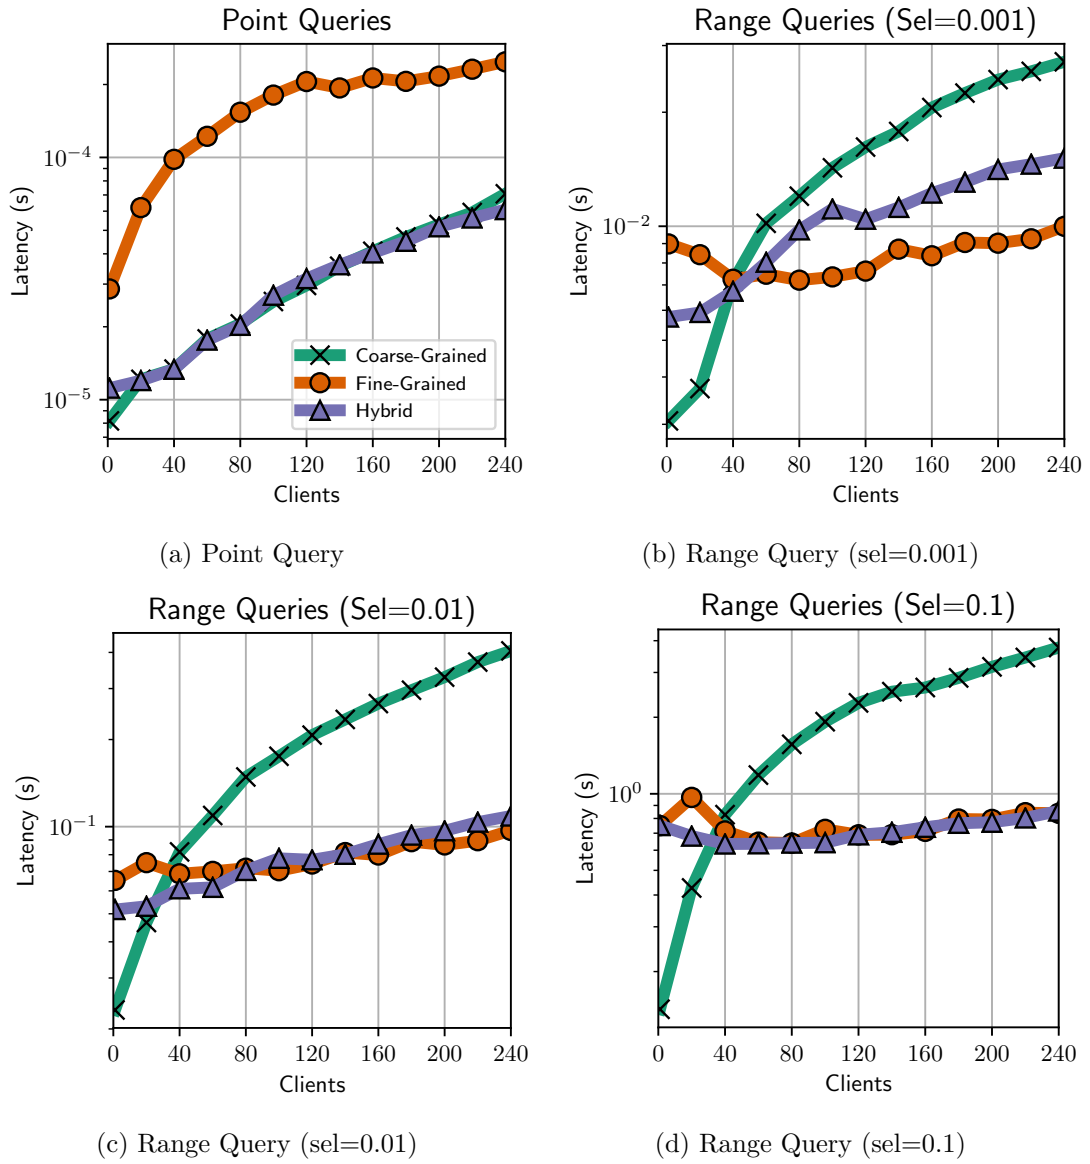 Point Queries
Latency (s)
10⁻⁴
10⁻⁵
Coarse-Grained
Fine-Grained
Hybrid
0 40 80 120 160 200 240
Clients
(a) Point Query
Range Queries (Sel=0.001)
Latency (s)
10⁻²
0 40 80 120 160 200 240
Clients
(b) Range Query (sel=0.001)
Range Queries (Sel=0.01)
Latency (s)
10⁻¹
0 40 80 120 160 200 240
Clients
(c) Range Query (sel=0.01)
Range Queries (Sel=0.1)
Latency (s)
10⁰
0 40 80 120 160 200 240
Clients
(d) Range Query (sel=0.1)